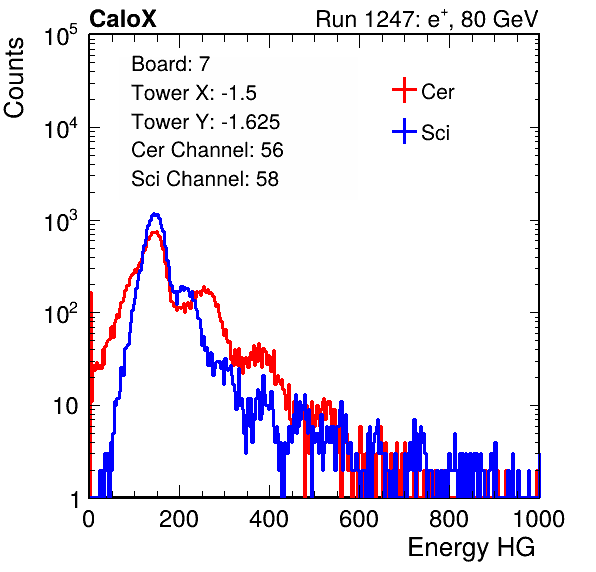 CaloX Run 1247: e⁺, 80 GeV
Counts
Board: 7
Tower X: -1.5
Tower Y: -1.625
Cer Channel: 56
Sci Channel: 58
Cer
Sci
10⁵
10⁴
10³
10²
10
1
0 200 400 600 800 1000
Energy HG